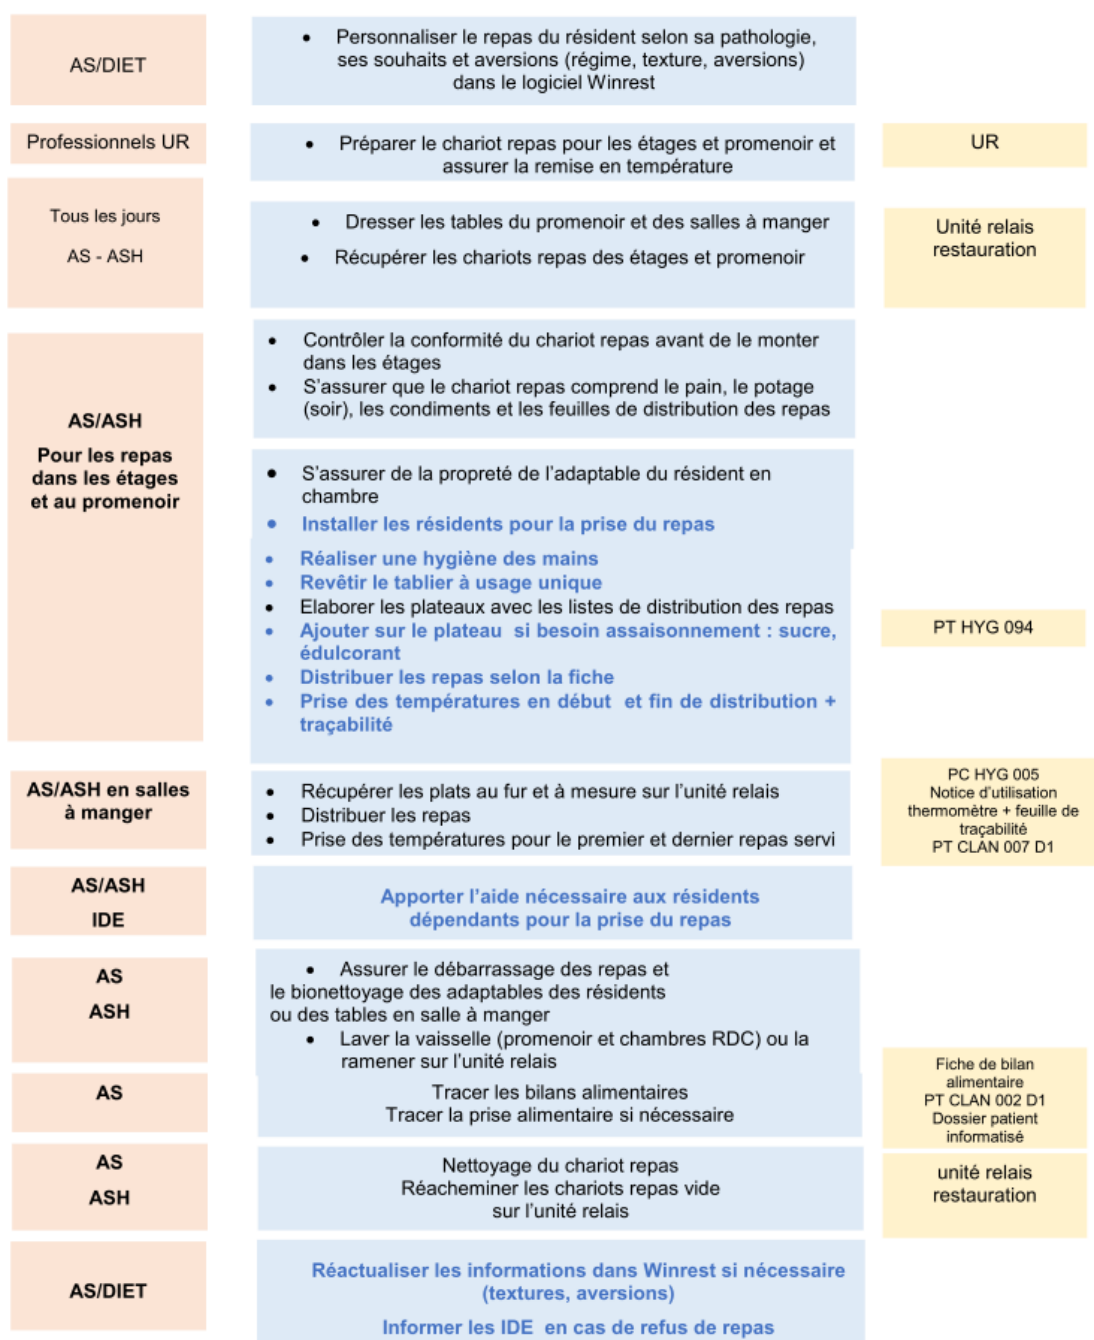 AS/DIET
• Personnaliser le repas du résident selon sa pathologie,
ses souhaits et aversions (régime, texture, aversions)
dans le logiciel Winrest
Professionnels UR
• Préparer le chariot repas pour les étages et promenoir et
assurer la remise en température
UR
Tous les jours
AS - ASH
• Dresser les tables du promenoir et des salles à manger
• Récupérer les chariots repas des étages et promenoir
Unité relais
restauration
AS/ASH
Pour les repas
dans les étages
et au promenoir
• Contrôler la conformité du chariot repas avant de le monter
dans les étages
• S'assurer que le chariot repas comprend le pain, le potage
(soir), les condiments et les feuilles de distribution des repas
• S'assurer de la propreté de l'adaptable du résident en
chambre
• Installer les résidents pour la prise du repas
• Réaliser une hygiène des mains
• Revêtir le tablier à usage unique
• Elaborer les plateaux avec les listes de distribution des repas
• Ajouter sur le plateau si besoin assaisonnement : sucre,
édulcorant
• Distribuer les repas selon la fiche
• Prise des températures en début et fin de distribution +
traçabilité
PT HYG 094
AS/ASH en salles
à manger
• Récupérer les plats au fur et à mesure sur l'unité relais
• Distribuer les repas
• Prise des températures pour le premier et dernier repas servi
PC HYG 005
Notice d'utilisation
thermomètre + feuille de
traçabilité
PT CLAN 007 D1
AS/ASH
IDE
Apporter l'aide nécessaire aux résidents
dépendants pour la prise du repas
AS
ASH
• Assurer le débarrassage des repas et
le bionettoyage des adaptables des résidents
ou des tables en salle à manger
• Laver la vaisselle (promenoir et chambres RDC) ou la
ramener sur l'unité relais
AS
Tracer les bilans alimentaires
Tracer la prise alimentaire si nécessaire
Fiche de bilan
alimentaire
PT CLAN 002 D1
Dossier patient
informatisé
AS
ASH
Nettoyage du chariot repas
Réacheminer les chariots repas vide
sur l'unité relais
unité relais
restauration
AS/DIET
Réactualiser les informations dans Winrest si nécessaire
(textures, aversions)
Informer les IDE en cas de refus de repas